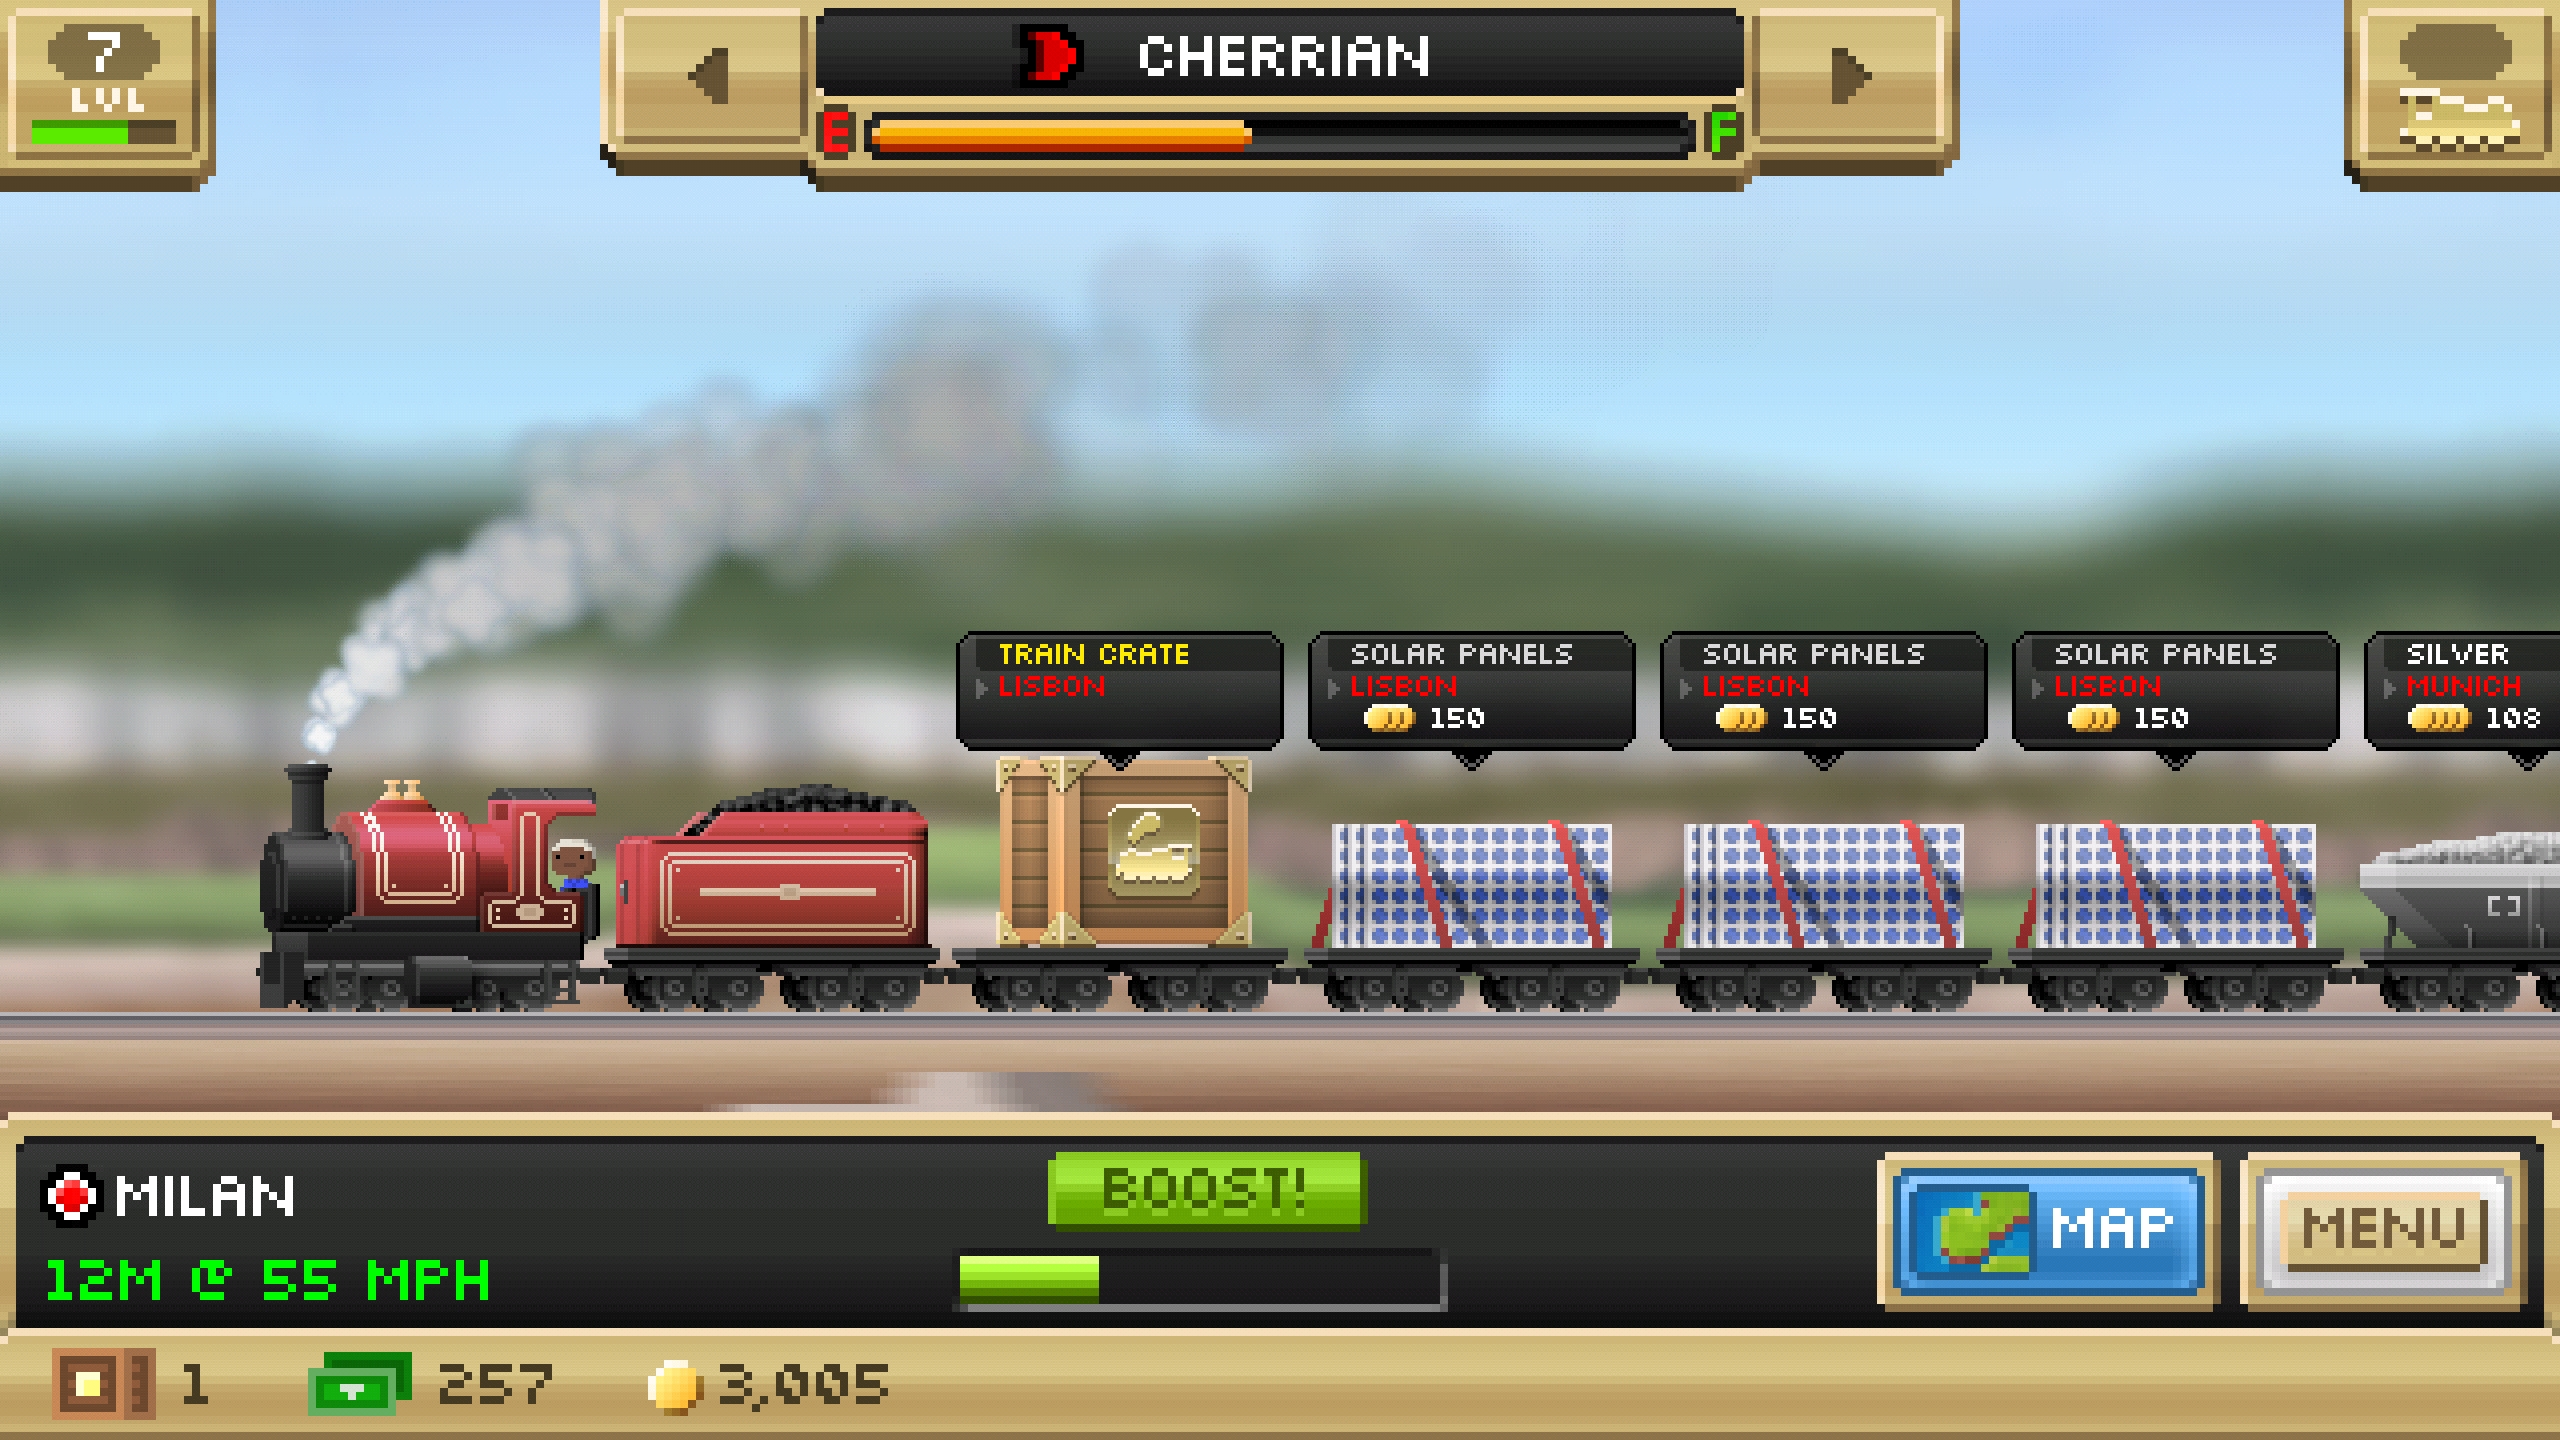 7
LVL
CHERRIAN
E
F
TRAIN CRATE
LISBON
SOLAR PANELS
LISBON
150
SOLAR PANELS
LISBON
150
SOLAR PANELS
LISBON
150
SILVER
MUNICH
108
MILAN
12M @ 55 MPH
BOOST!
MAP
MENU
1
257
3,005